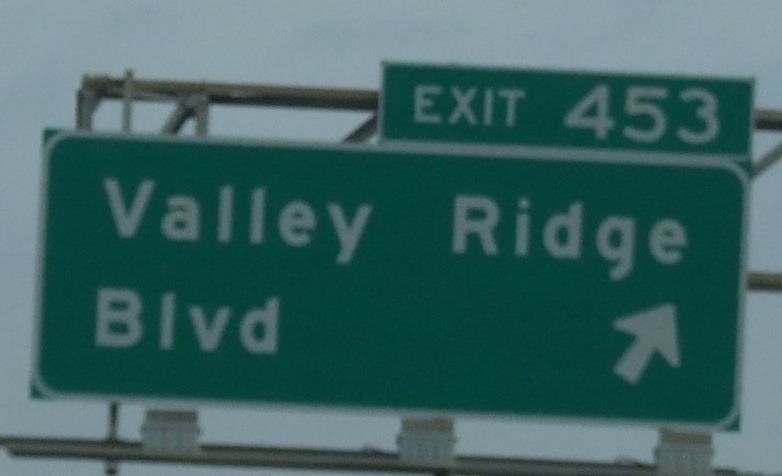 EXIT 453
Valley Ridge
Blvd